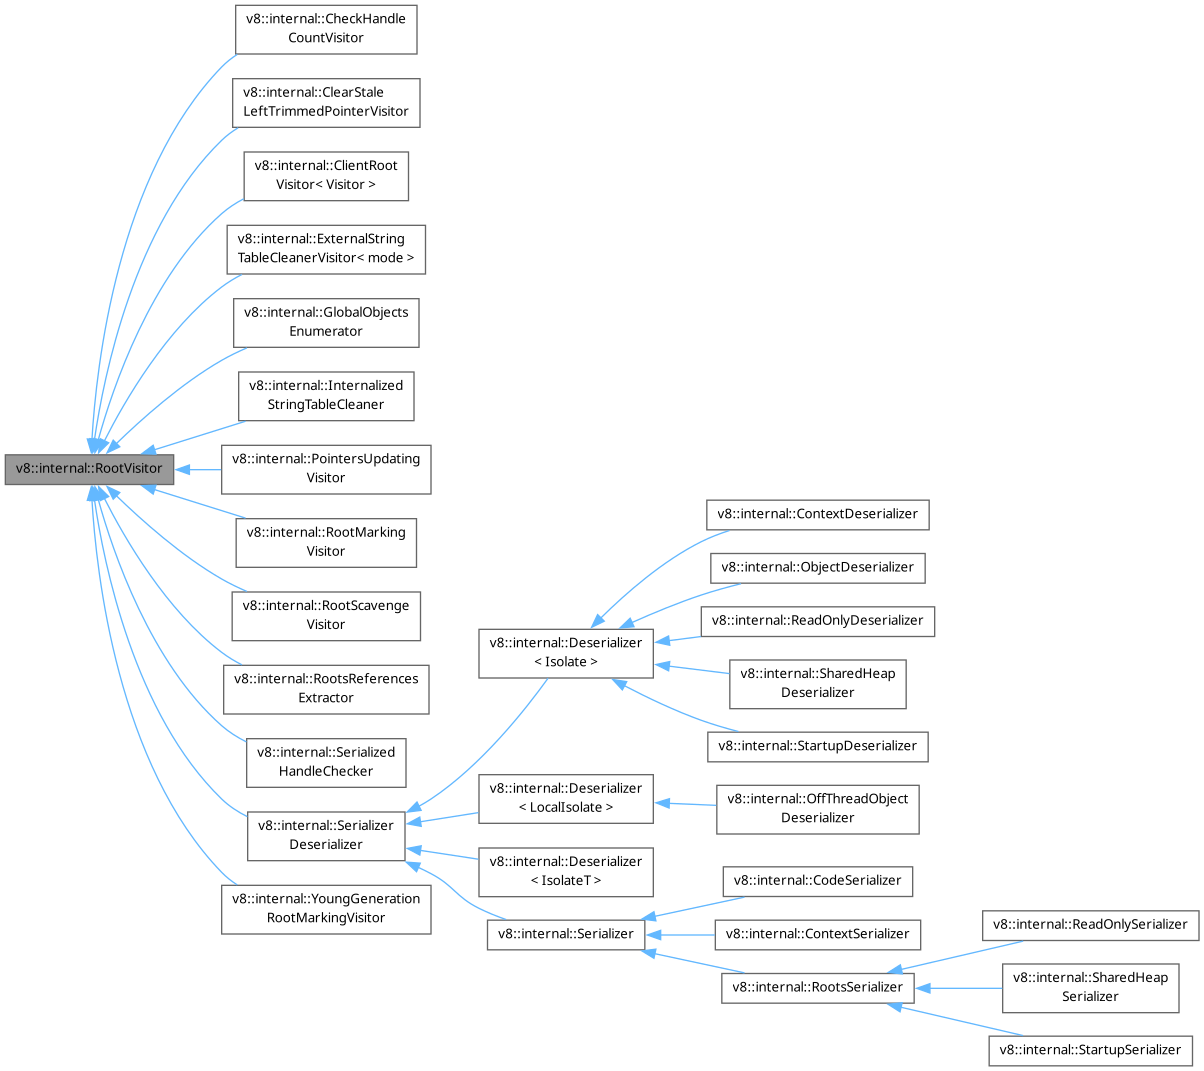 v8::internal::CheckHandle
CountVisitor
v8::internal::ClearStale
LeftTrimmedPointerVisitor
v8::internal::ClientRoot
Visitor< Visitor >
v8::internal::ExternalString
TableCleanerVisitor< mode >
v8::internal::GlobalObjects
Enumerator
v8::internal::Internalized
StringTableCleaner
v8::internal::RootVisitor
v8::internal::PointersUpdating
Visitor
v8::internal::RootMarking
Visitor
v8::internal::RootScavenge
Visitor
v8::internal::RootsReferences
Extractor
v8::internal::Serialized
HandleChecker
v8::internal::Serializer
Deserializer
v8::internal::YoungGeneration
RootMarkingVisitor
v8::internal::Deserializer
< Isolate >
v8::internal::Deserializer
< LocalIsolate >
v8::internal::Deserializer
< IsolateT >
v8::internal::Serializer
v8::internal::ContextDeserializer
v8::internal::ObjectDeserializer
v8::internal::ReadOnlyDeserializer
v8::internal::SharedHeap
Deserializer
v8::internal::StartupDeserializer
v8::internal::OffThreadObject
Deserializer
v8::internal::CodeSerializer
v8::internal::ContextSerializer
v8::internal::RootsSerializer
v8::internal::ReadOnlySerializer
v8::internal::SharedHeap
Serializer
v8::internal::StartupSerializer